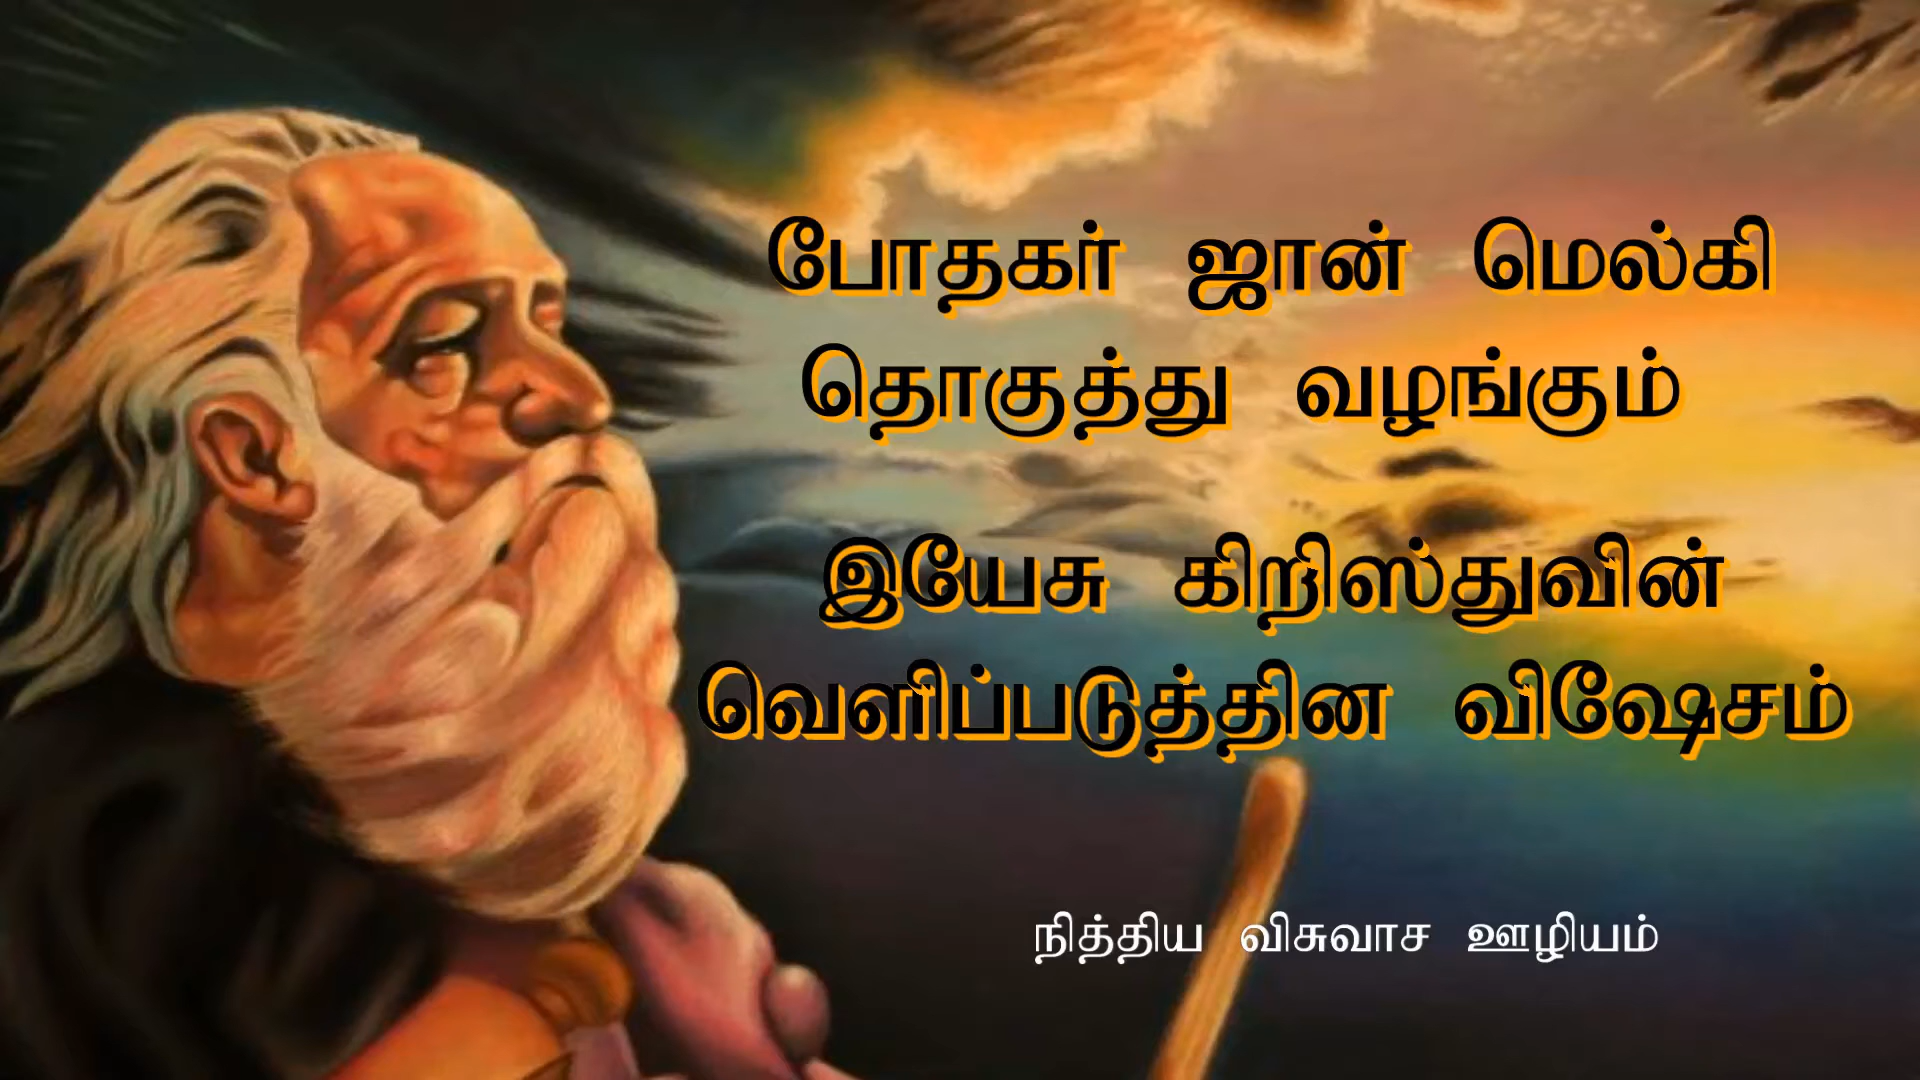 போதகர் ஜான் மெல்கி
தொகுத்து வழங்கும்
இயேசு கிறிஸ்துவின்
வெளிப்படுத்தின விஷேசம்
நித்திய விசுவாச ஊழியம்